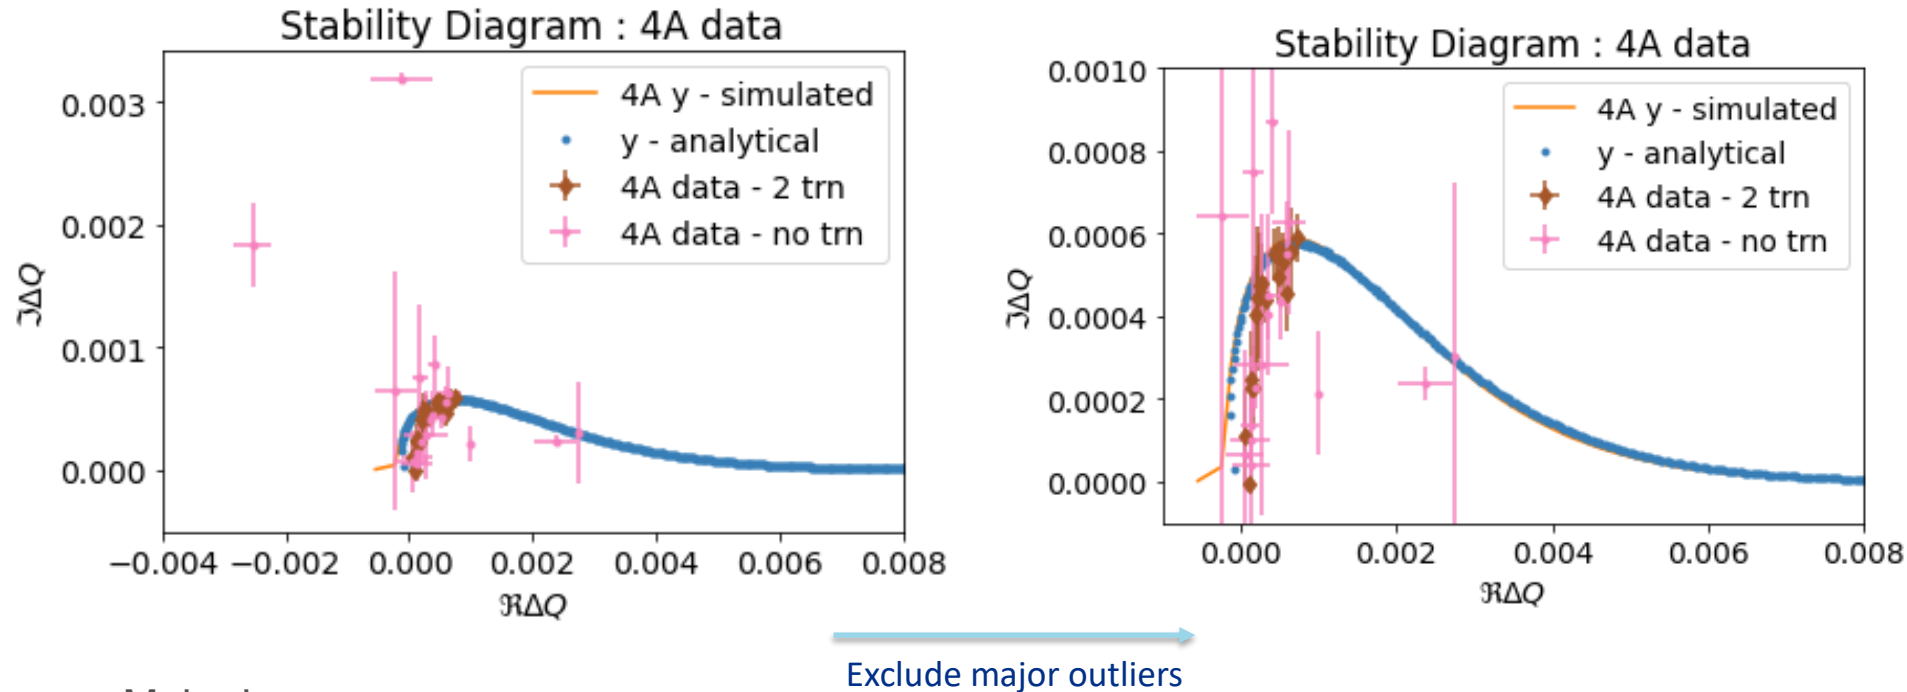 Stability Diagram : 4A data
4A y - simulated
y - analytical
4A data - 2 trn
4A data - no trn
0.003
0.002
0.001
0.000
ℑΔQ
−0.004 −0.002 0.000 0.002 0.004 0.006 0.008
ℜΔQ
Stability Diagram : 4A data
4A y - simulated
y - analytical
4A data - 2 trn
4A data - no trn
0.0010
0.0008
0.0006
0.0004
0.0002
0.0000
ℑΔQ
0.000 0.002 0.004 0.006 0.008
ℜΔQ
Exclude major outliers